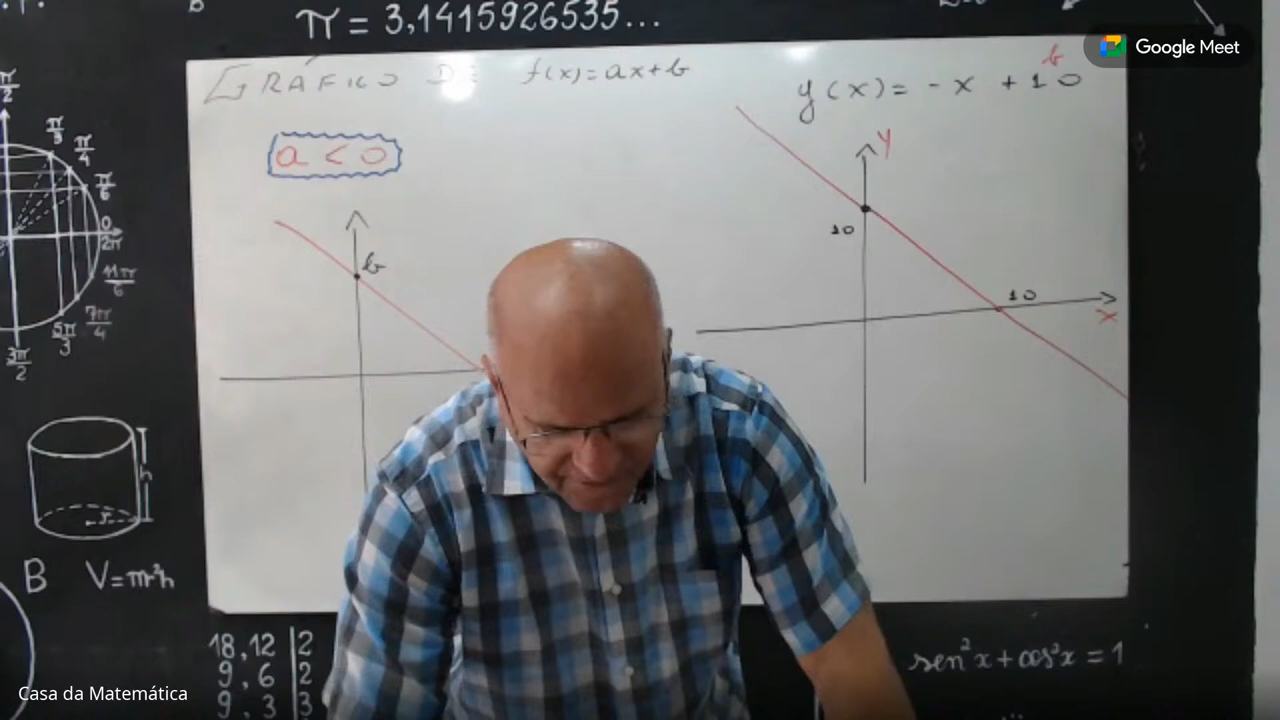 π = 3,1415926535...
Google Meet
GRÁFICO DE f(x)=ax+b
b
y(x)= -x +10
a < 0
y
b
10
10
x
π/2
π/3
π/4
π/6
0
2π
11π/6
7π/4
5π/3
3π/2
h
r
B V=πr²h
18,12 | 2
9,6 | 2
9,3 | 3
sen²x+cos²x = 1
Casa da Matemática